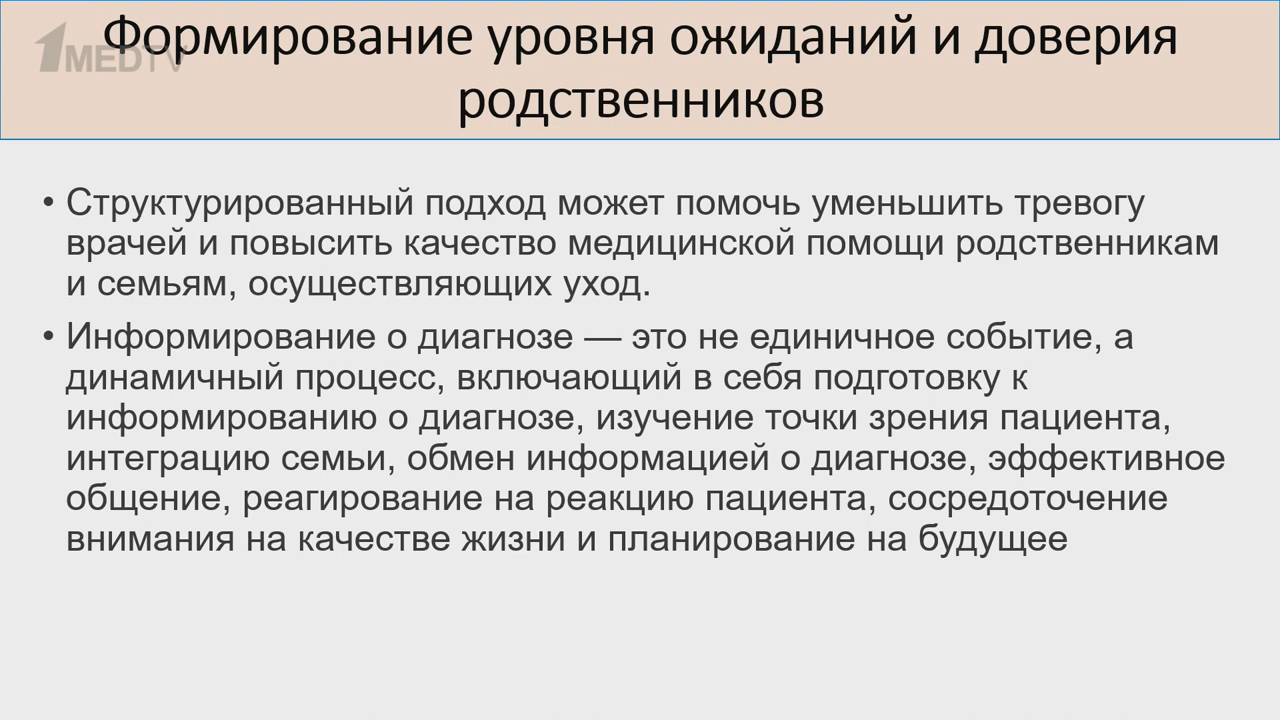 Формирование уровня ожиданий и доверия
родственников
1MEDTV
• Структурированный подход может помочь уменьшить тревогу
врачей и повысить качество медицинской помощи родственникам
и семьям, осуществляющих уход.
• Информирование о диагнозе — это не единичное событие, а
динамичный процесс, включающий в себя подготовку к
информированию о диагнозе, изучение точки зрения пациента,
интеграцию семьи, обмен информацией о диагнозе, эффективное
общение, реагирование на реакцию пациента, сосредоточение
внимания на качестве жизни и планирование на будущее